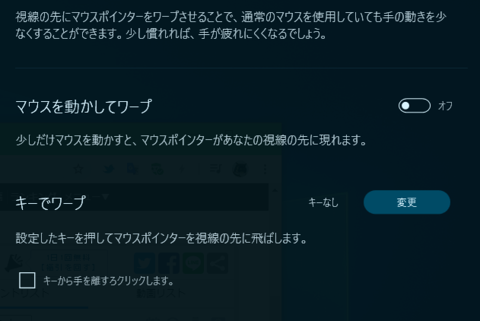 視線の先にマウスポインターをワープさせることで、通常のマウスを使用していても手の動きを少
なくすることができます。少し慣れれば、手が疲れにくくなるでしょう。
マウスを動かしてワープ
オフ
少しだけマウスを動かすと、マウスポインターがあなたの視線の先に現れます。
キーでワープ
キーなし
変更
設定したキーを押してマウスポインターを視線の先に飛ばします。
キーから手を離するクリックします。